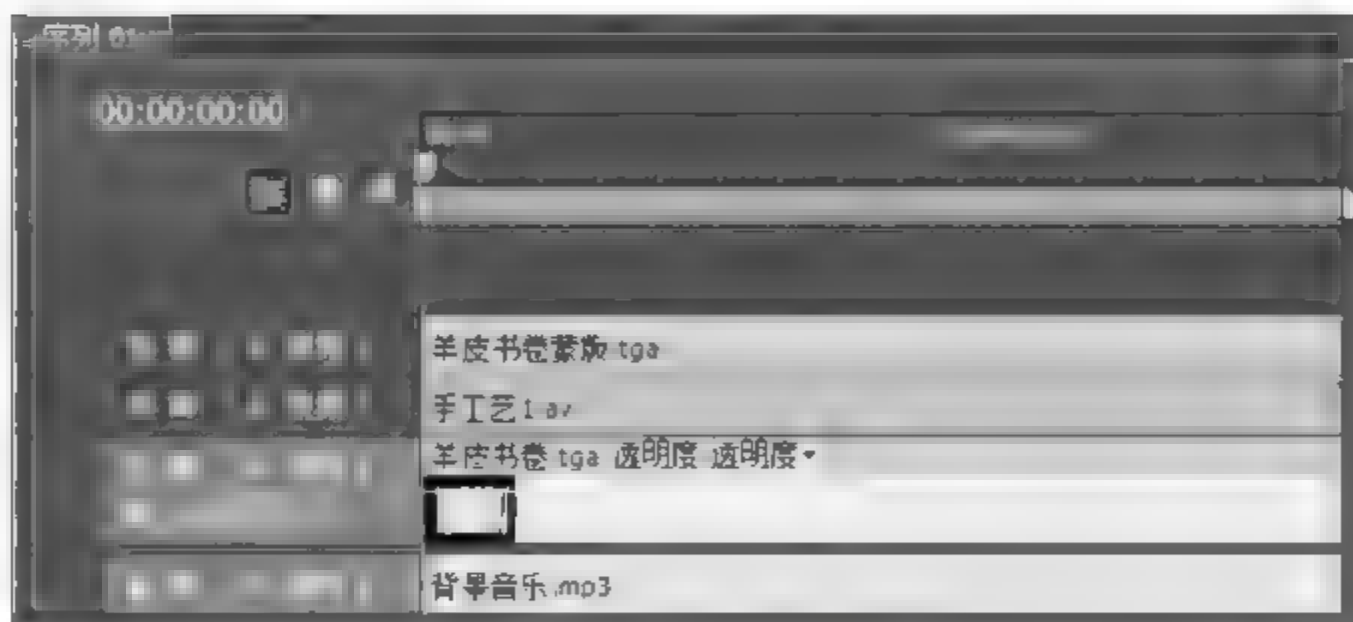 序列 01
00:00:00:00
羊皮书卷蒙版 tga
手工艺1 av
羊皮书卷 tga 透明度 透明度▾
背景音乐.mp3